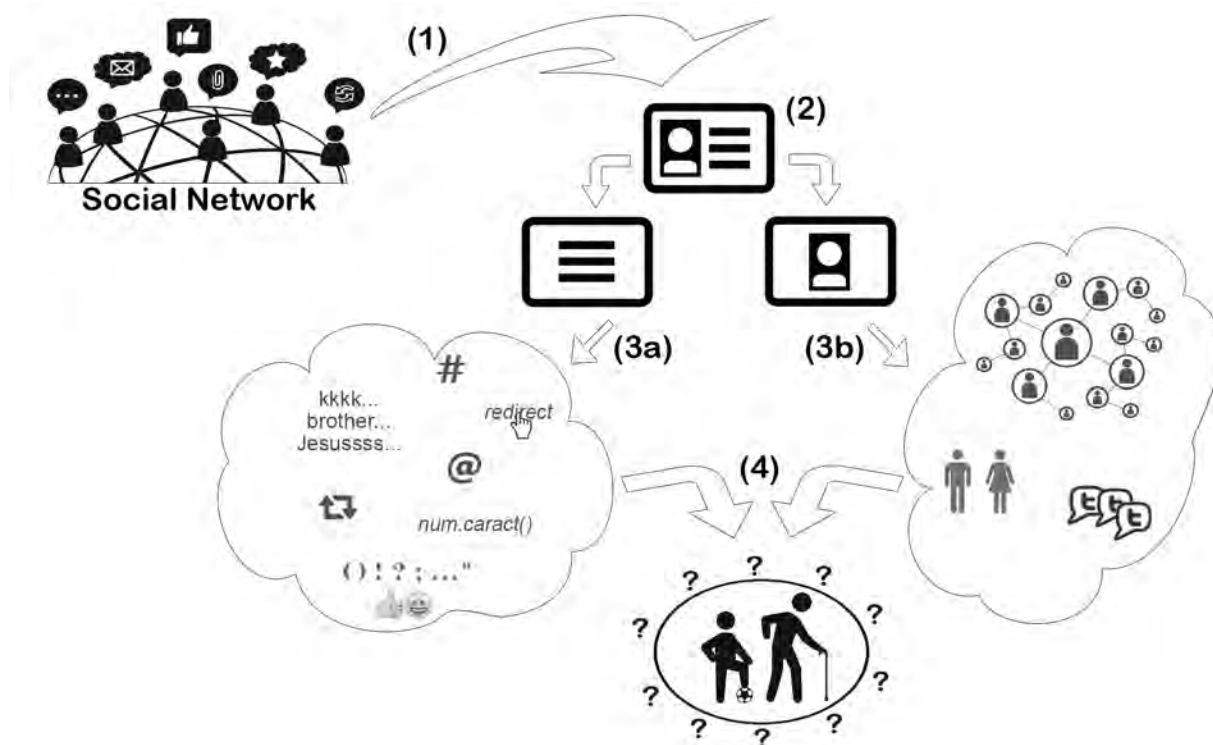 (1)
(2)
Social Network
(3a)
(3b)
#
kkkk...
brother...
Jesussss...
redirect
@
(4)
num.caract()
( ) ! ? ; ... "
t t t
? ? ? ? ? ? ? ? ? ? ?